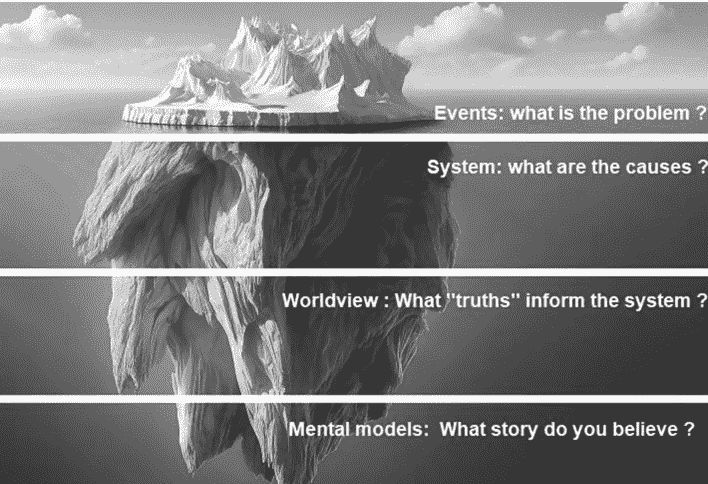 Events: what is the problem ?
System: what are the causes ?
Worldview : What "truths" inform the system ?
Mental models:  What story do you believe ?